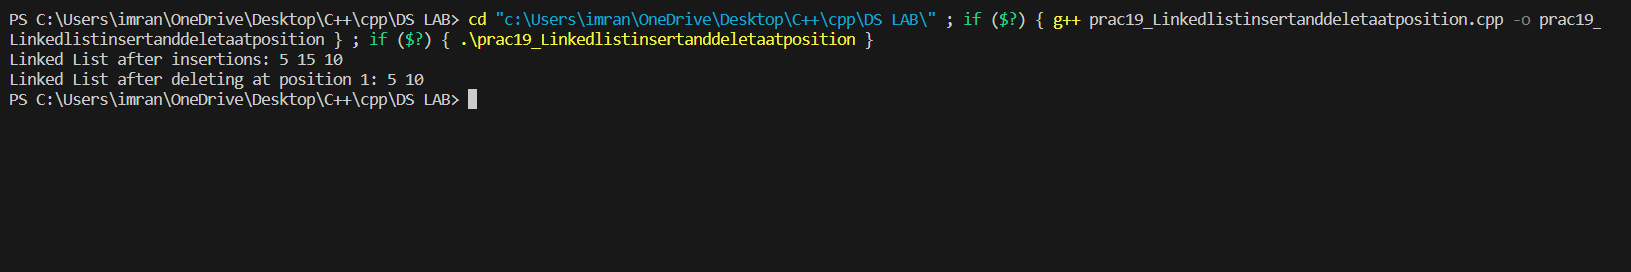 PS C:\Users\imran\OneDrive\Desktop\C++\cpp\DS LAB> cd "c:\Users\imran\OneDrive\Desktop\C++\cpp\DS LAB\" ; if ($?) { g++ prac19_Linkedlistinsertanddeletaatposition.cpp -o prac19_
Linkedlistinsertanddeletaatposition } ; if ($?) { .\prac19_Linkedlistinsertanddeletaatposition }
Linked List after insertions: 5 15 10
Linked List after deleting at position 1: 5 10
PS C:\Users\imran\OneDrive\Desktop\C++\cpp\DS LAB>